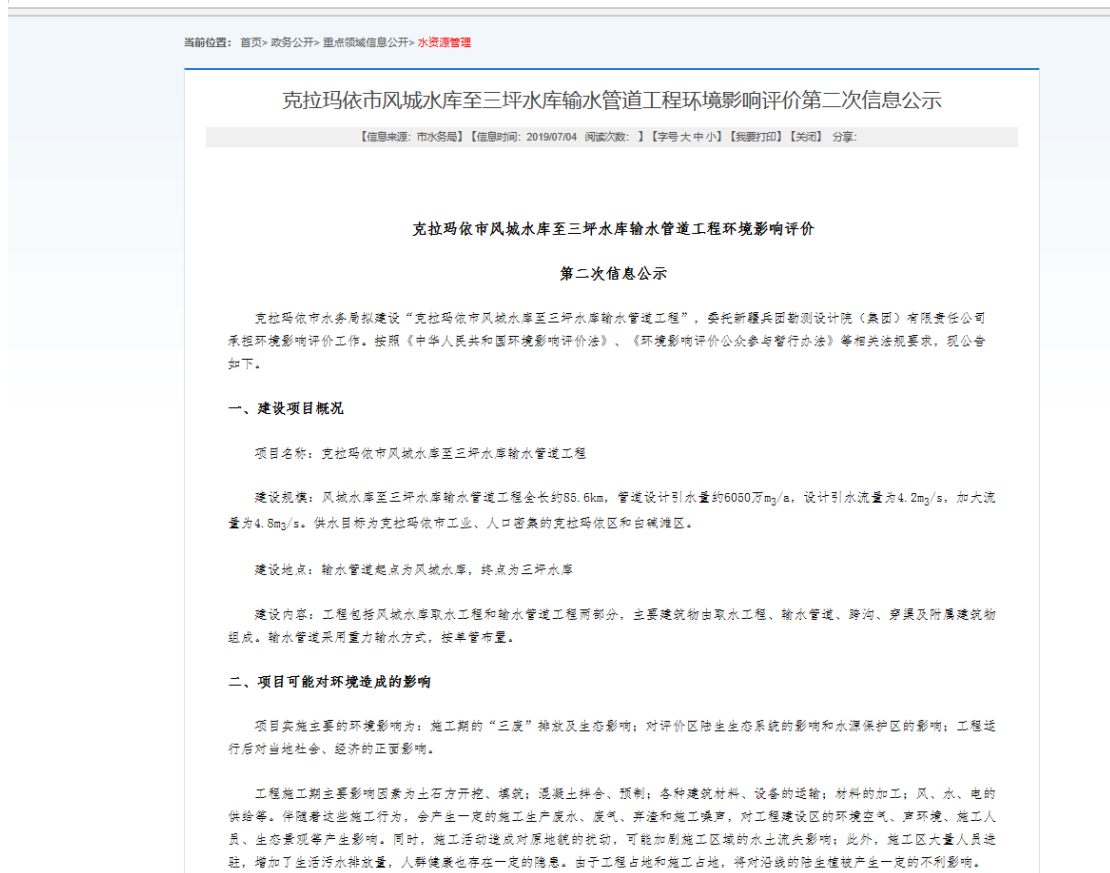 当前位置： 首页> 政务公开> 重点领域信息公开> 水资源管理
克拉玛依市风城水库至三坪水库输水管道工程环境影响评价第二次信息公示
【信息来源：市水务局】【信息时间：2019/07/04 阅读次数： 】【字号 大 中 小】【我要打印】【关闭】 分享：
克拉玛依市风城水库至三坪水库输水管道工程环境影响评价
第二次信息公示
克拉玛依市水务局拟建设“克拉玛依市风城水库至三坪水库输水管道工程”，委托新疆兵团勘测设计院（集团）有限责任公司
承担环境影响评价工作。按照《中华人民共和国环境影响评价法》、《环境影响评价公众参与暂行办法》等相关法规要求，现公告
如下。
一、建设项目概况
项目名称：克拉玛依市风城水库至三坪水库输水管道工程
建设规模：风城水库至三坪水库输水管道工程全长约85.6km，管道设计引水量约6050万m3/a，设计引水流量为4.2m3/s，加大流
量为4.8m3/s。供水目标为克拉玛依市工业、人口密集的克拉玛依区和白碱滩区。
建设地点：输水管道起点为风城水库，终点为三坪水库
建设内容：工程包括风城水库取水工程和输水管道工程两部分，主要建筑物由取水工程、输水管道、跨沟、穿渠及附属建筑物
组成。输水管道采用重力输水方式，按单管布置。
二、项目可能对环境造成的影响
项目实施主要的环境影响为：施工期的“三废”排放及生态影响；对评价区陆生生态系统的影响和水源保护区的影响；工程运
行后对当地社会、经济的正面影响。
工程施工期主要影响因素为土石方开挖、填筑；混凝土拌合、预制；各种建筑材料、设备的运输；材料的加工；风、水、电的
供给等。伴随着这些施工行为，会产生一定的施工生产废水、废气、弃渣和施工噪声，对工程建设区的环境空气、声环境、施工人
员、生态景观等产生影响。同时，施工活动造成对原地貌的扰动，可能加剧施工区域的水土流失影响；此外，施工区大量人员进
驻，增加了生活污水排放量，人群健康也存在一定的隐患。由于工程占地和施工占地，将对沿线的陆生植被产生一定的不利影响。